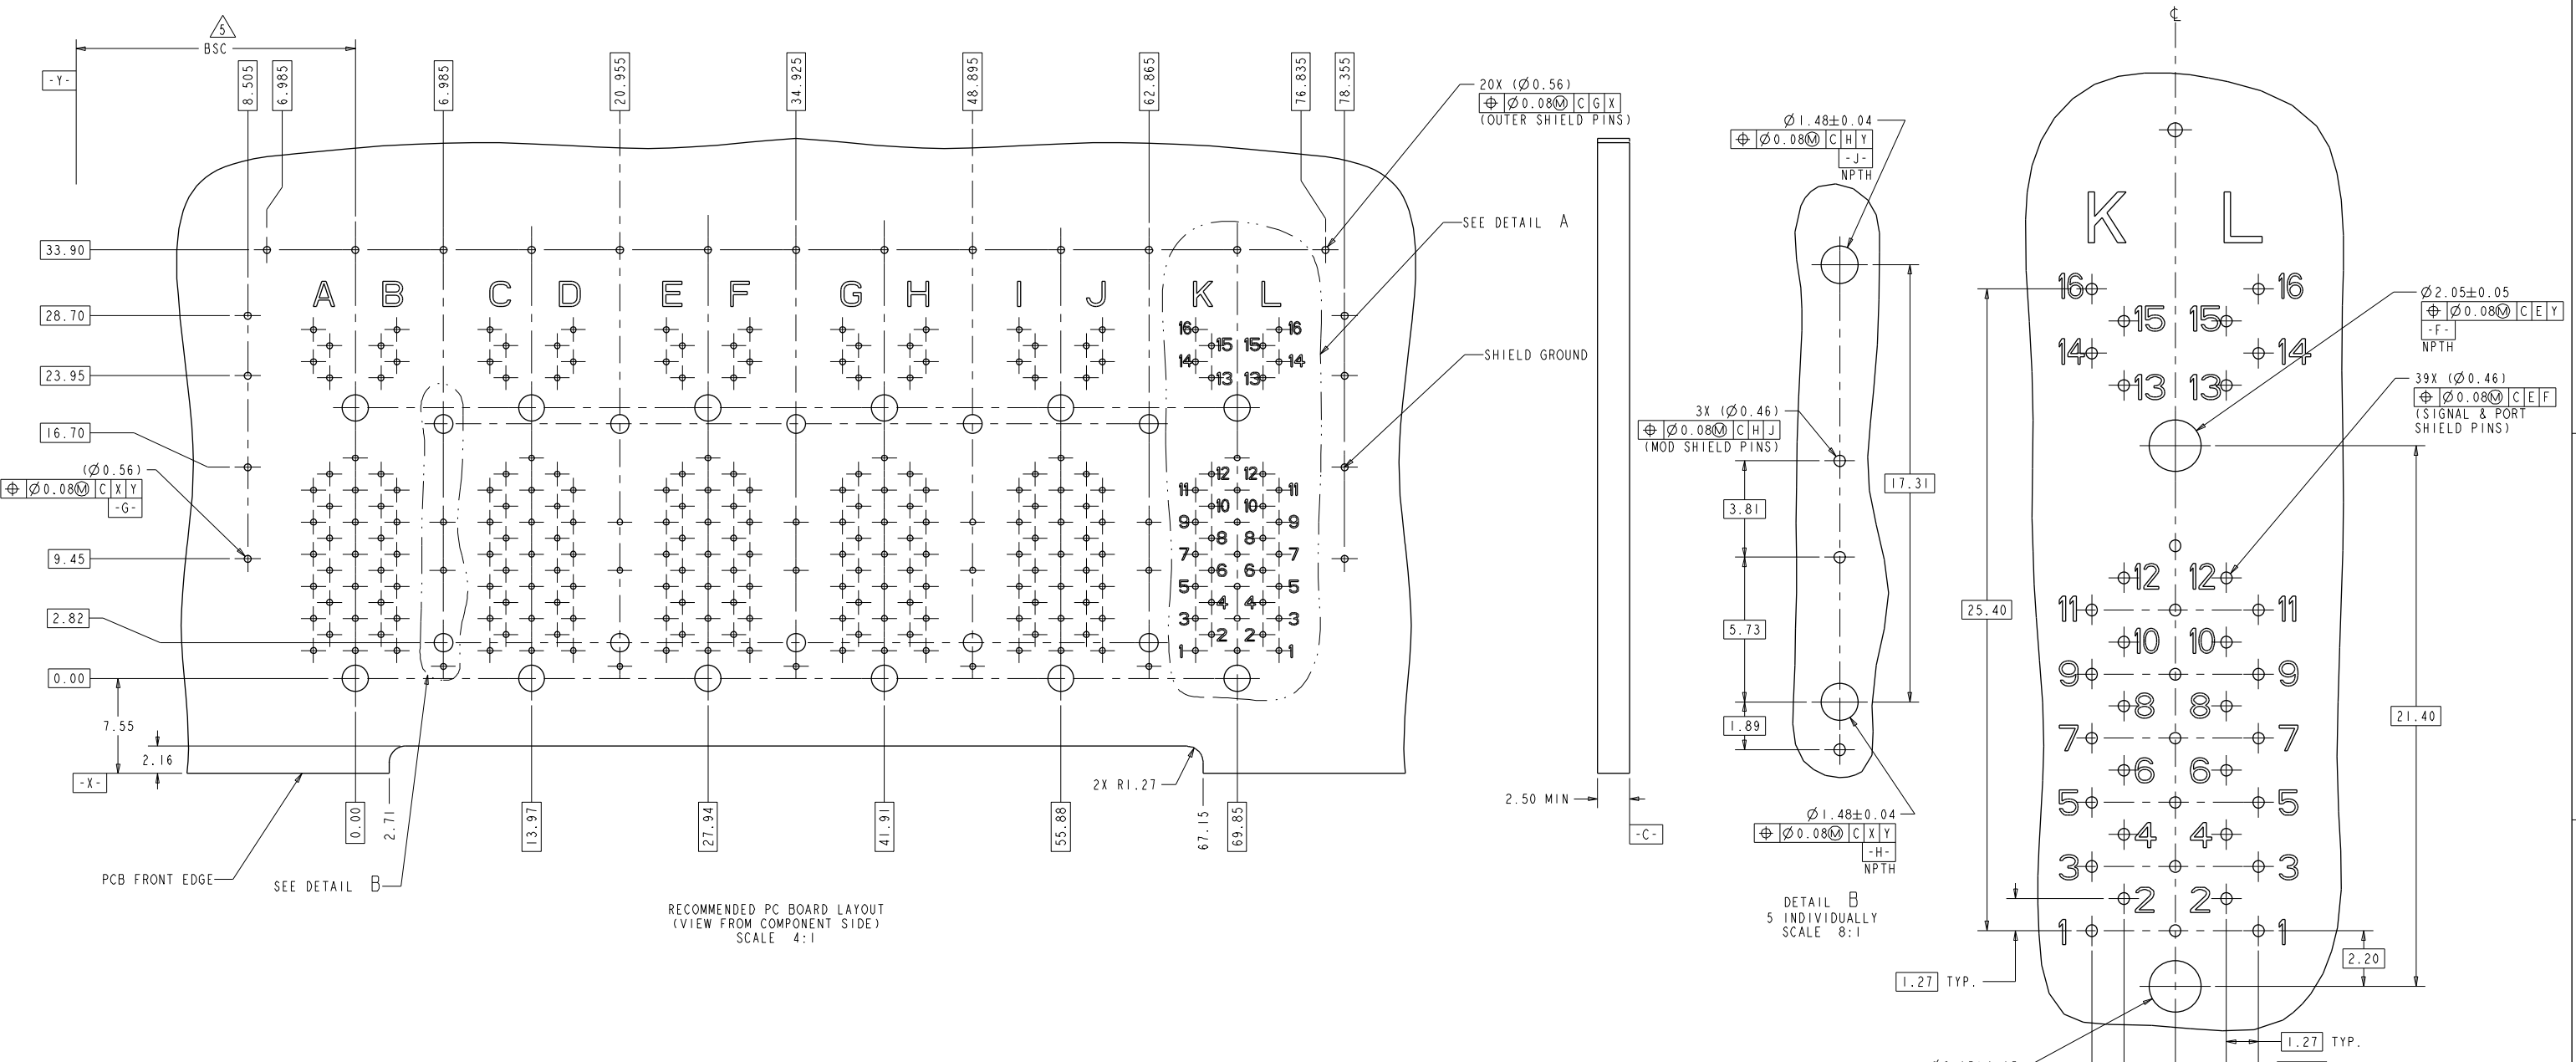 5
BSC
-Y-
8.505
6.985
6.985
20.955
34.925
48.895
62.865
76.835
78.355
20X (Ø0.56)
⌖ Ø0.08Ⓜ C G X
(OUTER SHIELD PINS)
SEE DETAIL A
SHIELD GROUND
33.90
28.70
23.95
16.70
(Ø0.56)
⌖ Ø0.08Ⓜ C X Y
-G-
9.45
2.82
0.00
7.55
2.16
-X-
A B C D E F G H I J K L
16 16
15 15
14 14
13 13
12 12
11 11
10 10
9 9
8 8
7 7
6 6
5 5
4 4
3 3
2 2
1 1
2X R1.27
0.00
2.71
13.97
27.94
41.91
55.88
67.15
69.85
PCB FRONT EDGE
SEE DETAIL B
RECOMMENDED PC BOARD LAYOUT
(VIEW FROM COMPONENT SIDE)
SCALE 4:1
2.50 MIN
-C-
Ø1.48±0.04
⌖ Ø0.08Ⓜ C H Y
-J-
NPTH
3X (Ø0.46)
⌖ Ø0.08Ⓜ C H J
(MOD SHIELD PINS)
17.31
3.81
5.73
1.89
Ø1.48±0.04
⌖ Ø0.08Ⓜ C X Y
-H-
NPTH
DETAIL B
5 INDIVIDUALLY
SCALE 8:1
℄
K L
16 16
15 15
14 14
13 13
12 12
11 11
10 10
9 9
8 8
7 7
6 6
5 5
4 4
3 3
2 2
1 1
Ø2.05±0.05
⌖ Ø0.08Ⓜ C E Y
-F-
NPTH
39X (Ø0.46)
⌖ Ø0.08Ⓜ C E F
(SIGNAL & PORT
SHIELD PINS)
25.40
21.40
2.20
1.27 TYP.
1.27 TYP.